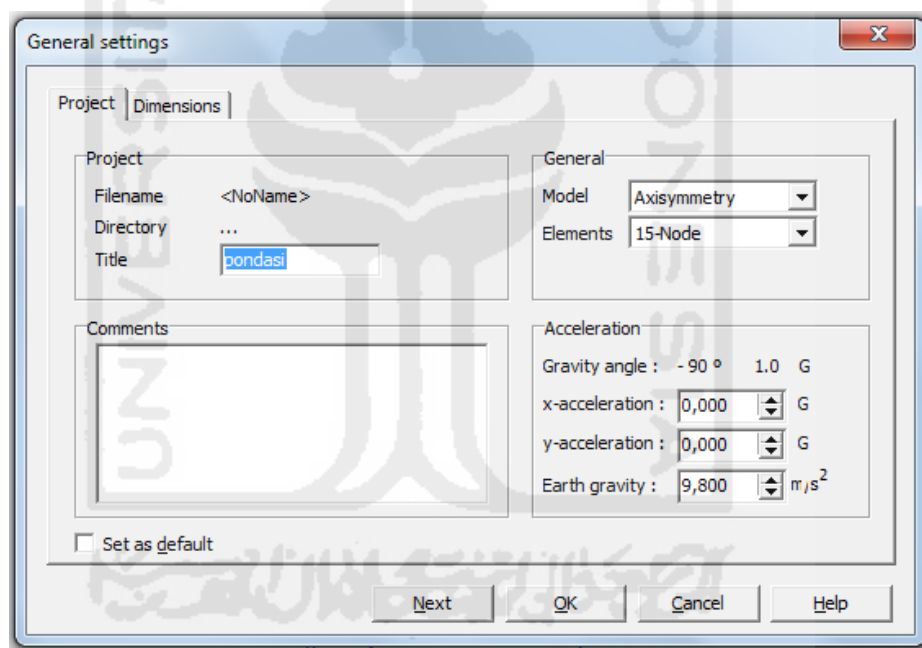 General settings
Project
Dimensions
Project
Filename <NoName>
Directory ...
Title pondasi
General
Model Axisymmetry
Elements 15-Node
Comments
Acceleration
Gravity angle : - 90 º 1.0 G
x-acceleration : 0,000 G
y-acceleration : 0,000 G
Earth gravity : 9,800 m/s²
Set as default
Next
OK
Cancel
Help